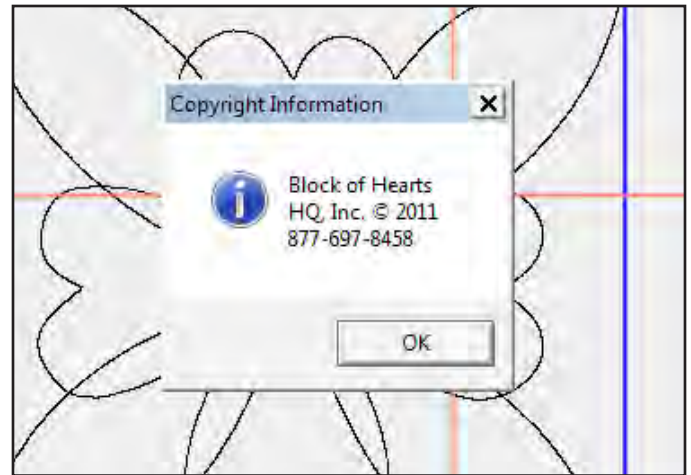 Copyright Information
Block of Hearts
HQ, Inc. © 2011
877-697-8458
OK